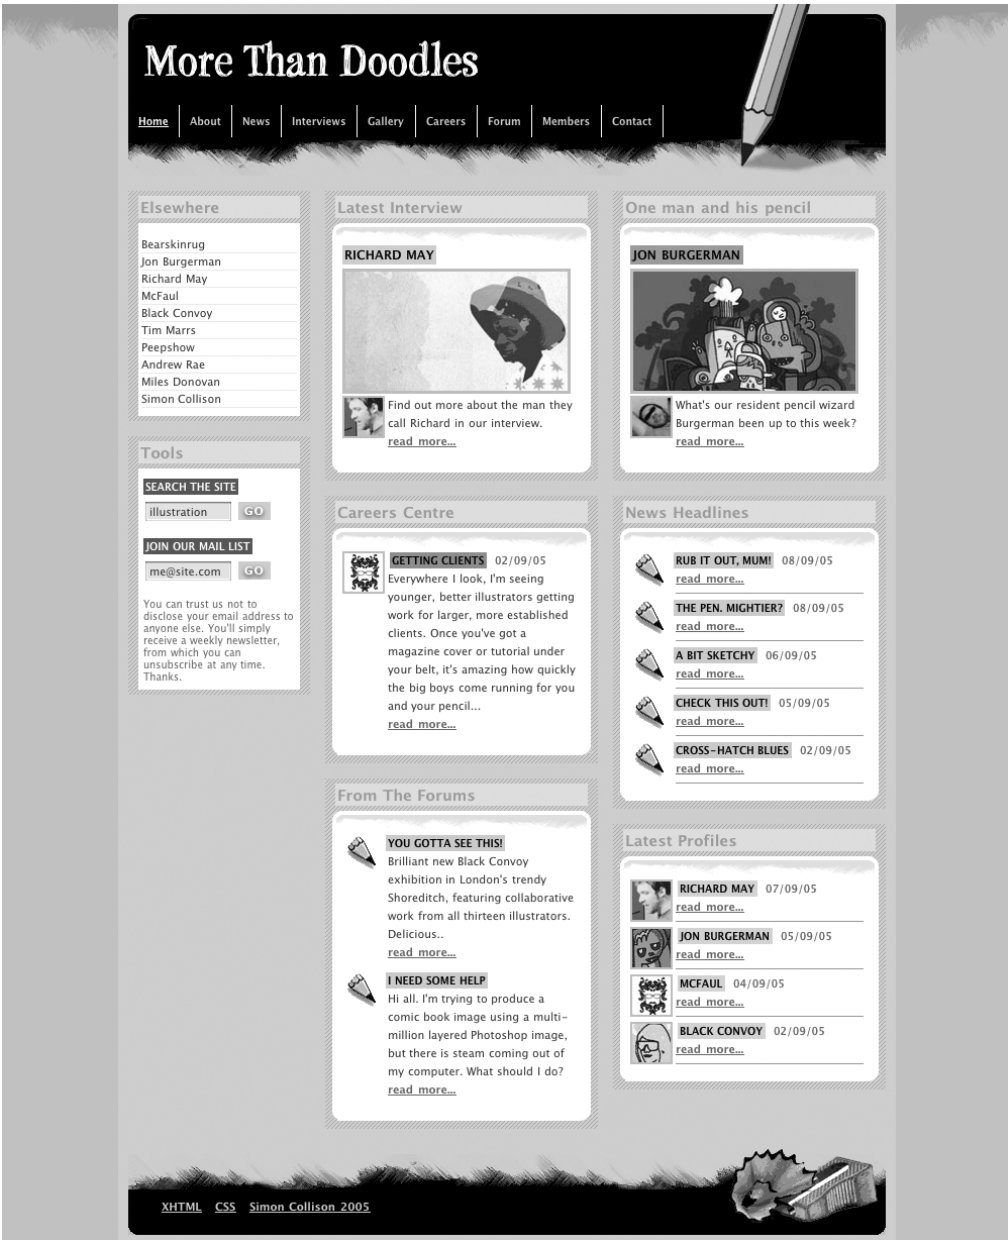 More Than Doodles
Home About News Interviews Gallery Careers Forum Members Contact
Elsewhere
Bearskinrug
Jon Burgerman
Richard May
McFaul
Black Convoy
Tim Marrs
Peepshow
Andrew Rae
Miles Donovan
Simon Collison
Tools
SEARCH THE SITE
illustration GO
JOIN OUR MAIL LIST
me@site.com GO
You can trust us not to
disclose your email address to
anyone else. You'll simply
receive a weekly newsletter,
from which you can
unsubscribe at any time.
Thanks.
Latest Interview
RICHARD MAY
Find out more about the man they
call Richard in our interview.
read more...
Careers Centre
GETTING CLIENTS 02/09/05
Everywhere I look, I'm seeing
younger, better illustrators getting
work for larger, more established
clients. Once you've got a
magazine cover or tutorial under
your belt, it's amazing how quickly
the big boys come running for you
and your pencil...
read more...
From The Forums
YOU GOTTA SEE THIS!
Brilliant new Black Convoy
exhibition in London's trendy
Shoreditch, featuring collaborative
work from all thirteen illustrators.
Delicious..
read more...
I NEED SOME HELP
Hi all. I'm trying to produce a
comic book image using a multi-
million layered Photoshop image,
but there is steam coming out of
my computer. What should I do?
read more...
One man and his pencil
JON BURGERMAN
What's our resident pencil wizard
Burgerman been up to this week?
read more...
News Headlines
RUB IT OUT, MUM! 08/09/05
read more...
THE PEN. MIGHTIER? 08/09/05
read more...
A BIT SKETCHY 06/09/05
read more...
CHECK THIS OUT! 05/09/05
read more...
CROSS-HATCH BLUES 02/09/05
read more...
Latest Profiles
RICHARD MAY 07/09/05
read more...
JON BURGERMAN 05/09/05
read more...
MCFAUL 04/09/05
read more...
BLACK CONVOY 02/09/05
read more...
XHTML CSS Simon Collison 2005